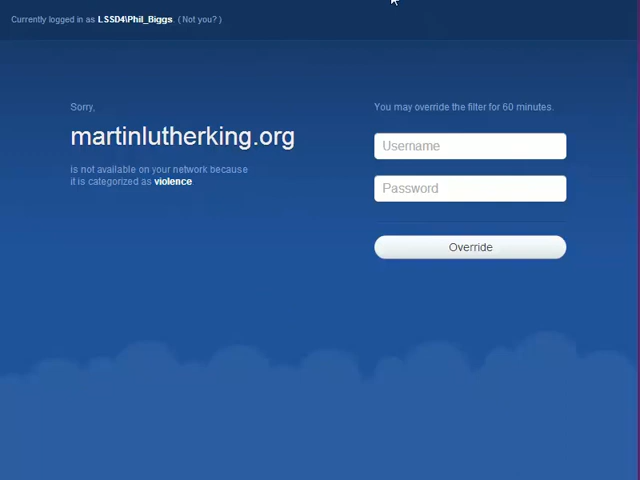 Currently logged in as LSSD4\Phil_Biggs. ( Not you? )
Sorry,
martinlutherking.org
is not available on your network because
it is categorized as violence
You may override the filter for 60 minutes.
Username
Password
Override